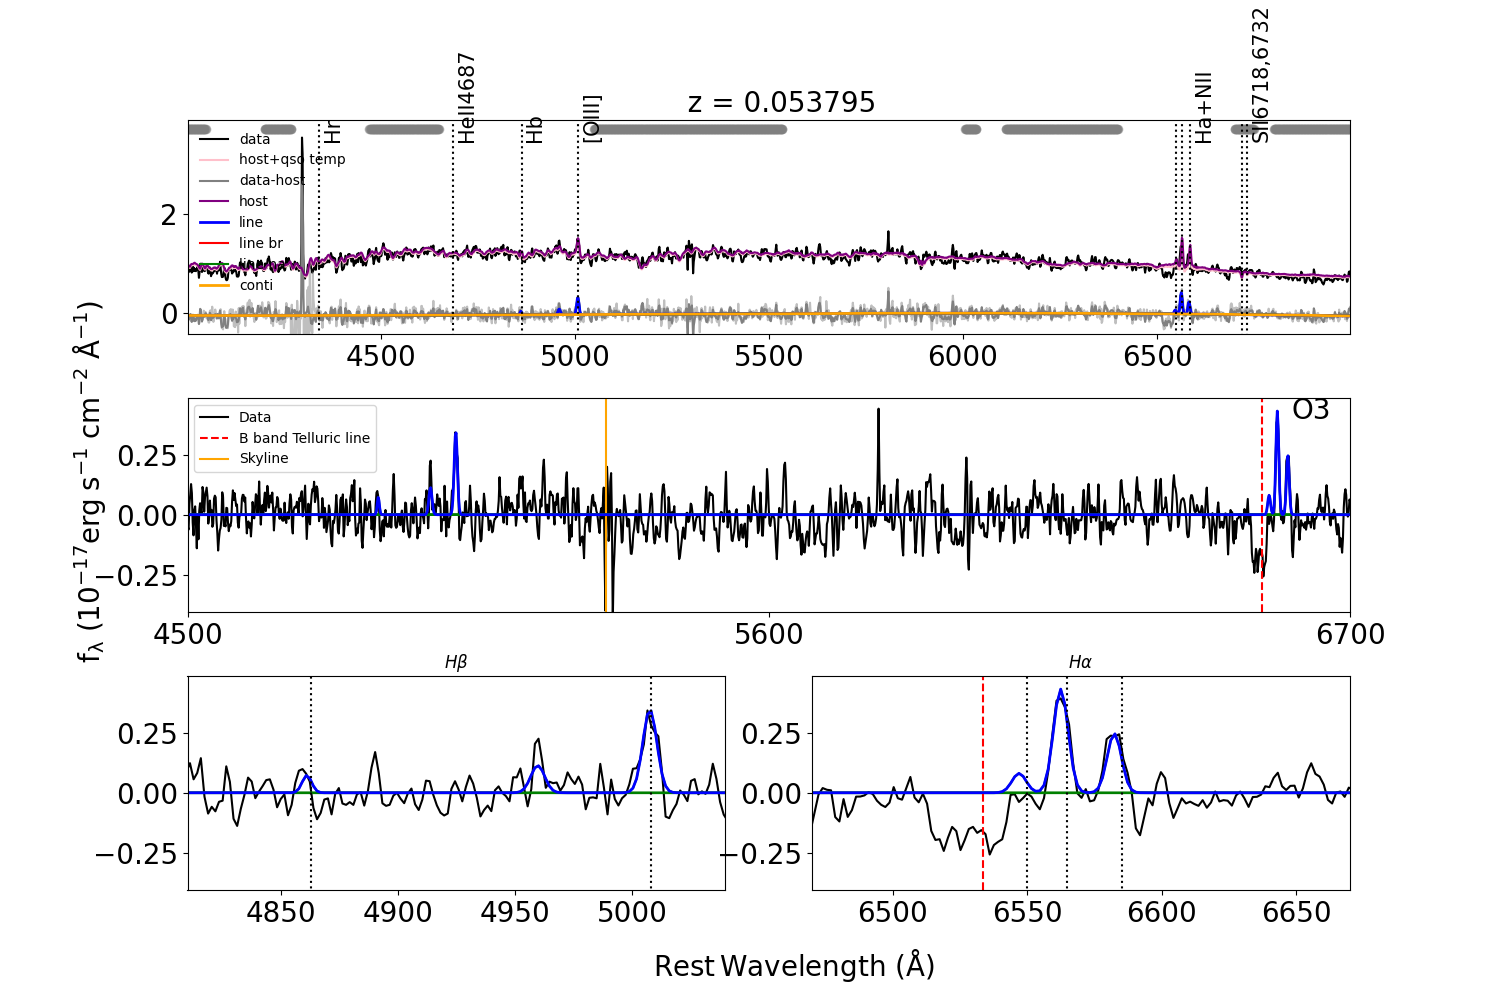 z = 0.053795
Hr
HeII4687
Hb
[OIII]
Ha+NII
SII6718,6732
data
host+qso temp
data-host
host
line
line br
conti
2
0
4500 5000 5500 6000 6500
fλ (10−17erg s−1 cm−2 Å−1)
O3
Data
B band Telluric line
Skyline
0.25
0.00
−0.25
4500 5600 6700
Hβ
0.25
0.00
−0.25
4850 4900 4950 5000
Hα
0.25
0.00
−0.25
6500 6550 6600 6650
Rest Wavelength (Å)